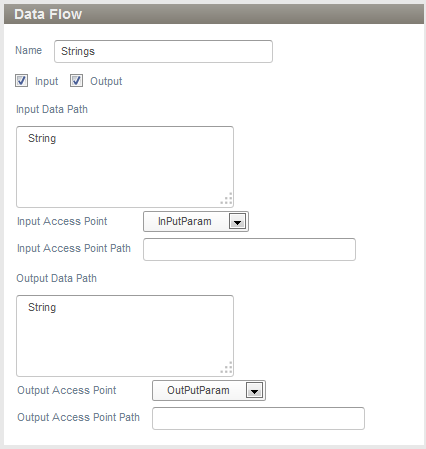 Data Flow
Name Strings
Input Output
Input Data Path
String
Input Access Point InPutParam
Input Access Point Path
Output Data Path
String
Output Access Point OutPutParam
Output Access Point Path